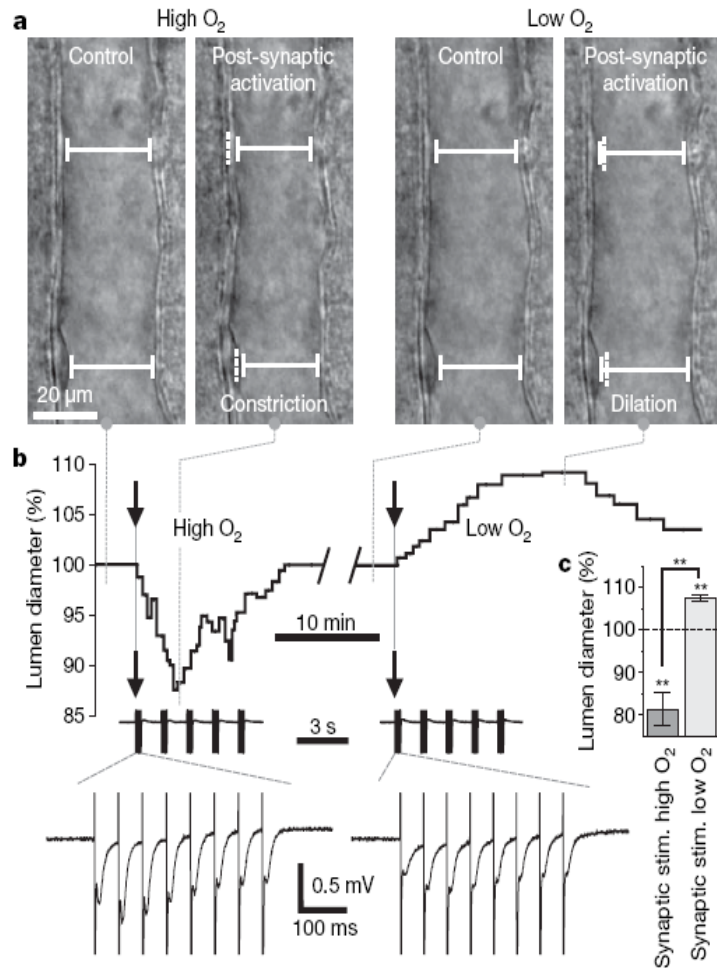 a
High O2
Low O2
Control
Post-synaptic
activation
Control
Post-synaptic
activation
20 μm
Constriction
Dilation
b
Lumen diameter (%)
110
105
100
95
90
85
High O2
Low O2
10 min
3 s
0.5 mV
100 ms
c
Lumen diameter (%)
110
100
90
80
**
**
**
Synaptic stim. high O2
Synaptic stim. low O2